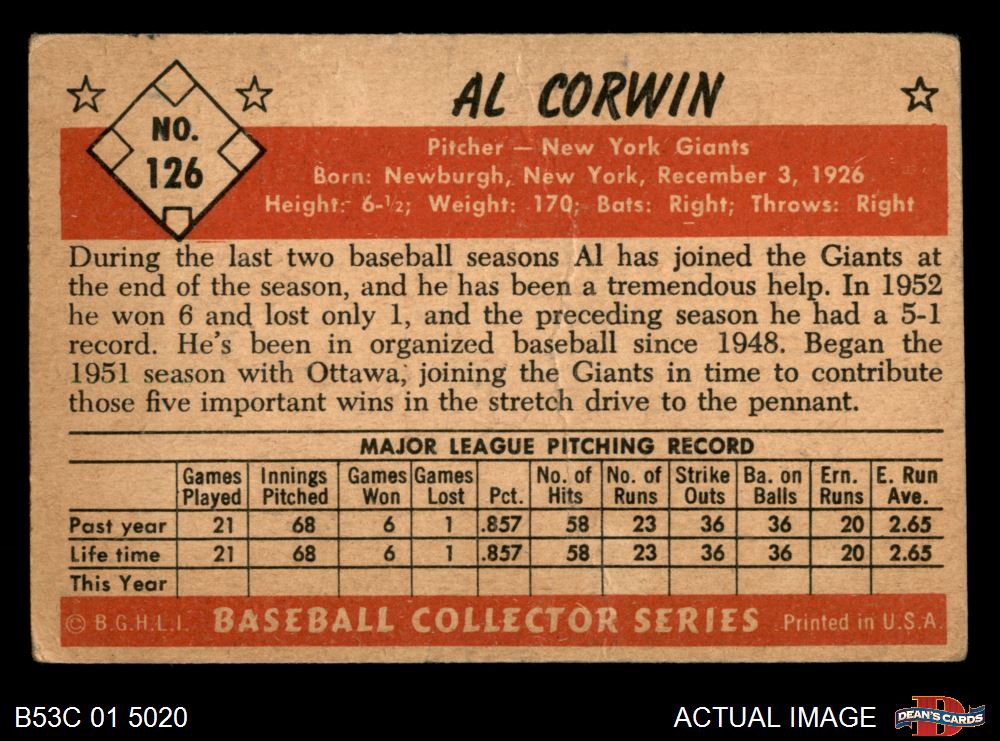 AL CORWIN
NO.
126
Pitcher — New York Giants
Born: Newburgh, New York, Recember 3, 1926
Height: 6-1/2; Weight: 170; Bats: Right; Throws: Right
During the last two baseball seasons Al has joined the Giants at
the end of the season, and he has been a tremendous help. In 1952
he won 6 and lost only 1, and the preceding season he had a 5-1
record. He's been in organized baseball since 1948. Began the
1951 season with Ottawa, joining the Giants in time to contribute
those five important wins in the stretch drive to the pennant.
MAJOR LEAGUE PITCHING RECORD
Games Played Innings Pitched Games Won Games Lost Pct. No. of Hits No. of Runs Strike Outs Ba. on Balls Ern. Runs E. Run Ave.
Past year 21 68 6 1 .857 58 23 36 36 20 2.65
Life time 21 68 6 1 .857 58 23 36 36 20 2.65
This Year
© B.G.H.L.I. BASEBALL COLLECTOR SERIES Printed in U.S.A.
B53C 01 5020 ACTUAL IMAGE DEAN'S CARDS